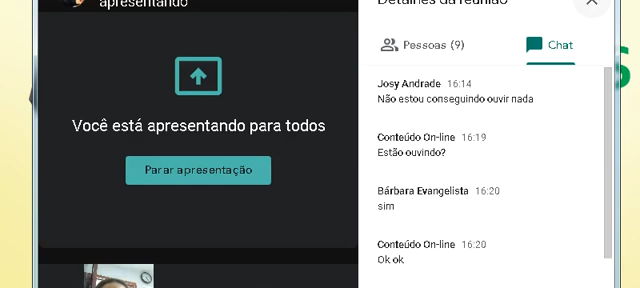 apresentando
Detalhes da reunião
Pessoas (9)
Chat
Você está apresentando para todos
Parar apresentação
Josy Andrade 16:14
Não estou conseguindo ouvir nada
Conteúdo On-line 16:19
Estão ouvindo?
Bárbara Evangelista 16:20
sim
Conteúdo On-line 16:20
Ok ok